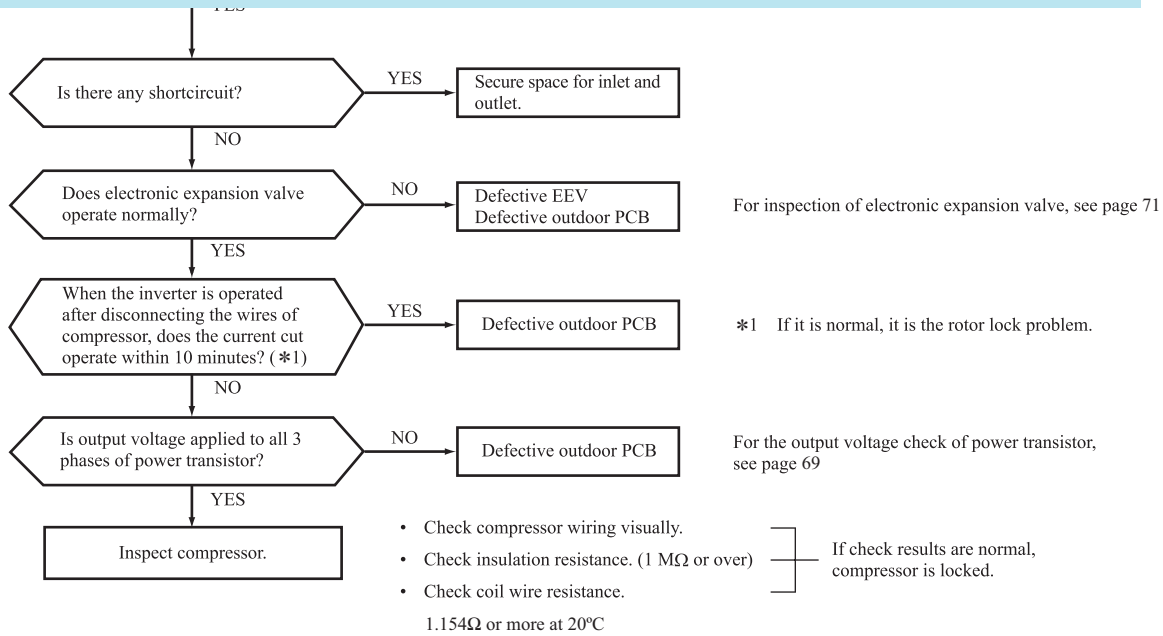 YES
Is there any shortcircuit?
YES
Secure space for inlet and
outlet.
NO
Does electronic expansion valve
operate normally?
NO
Defective EEV
Defective outdoor PCB
For inspection of electronic expansion valve, see page 71
YES
When the inverter is operated
after disconnecting the wires of
compressor, does the current cut
operate within 10 minutes? (✻1)
YES
Defective outdoor PCB
✻1 If it is normal, it is the rotor lock problem.
NO
Is output voltage applied to all 3
phases of power transistor?
NO
Defective outdoor PCB
For the output voltage check of power transistor,
see page 69
YES
Inspect compressor.
• Check compressor wiring visually.
• Check insulation resistance. (1 MΩ or over)
• Check coil wire resistance.
1.154Ω or more at 20ºC
If check results are normal,
compressor is locked.